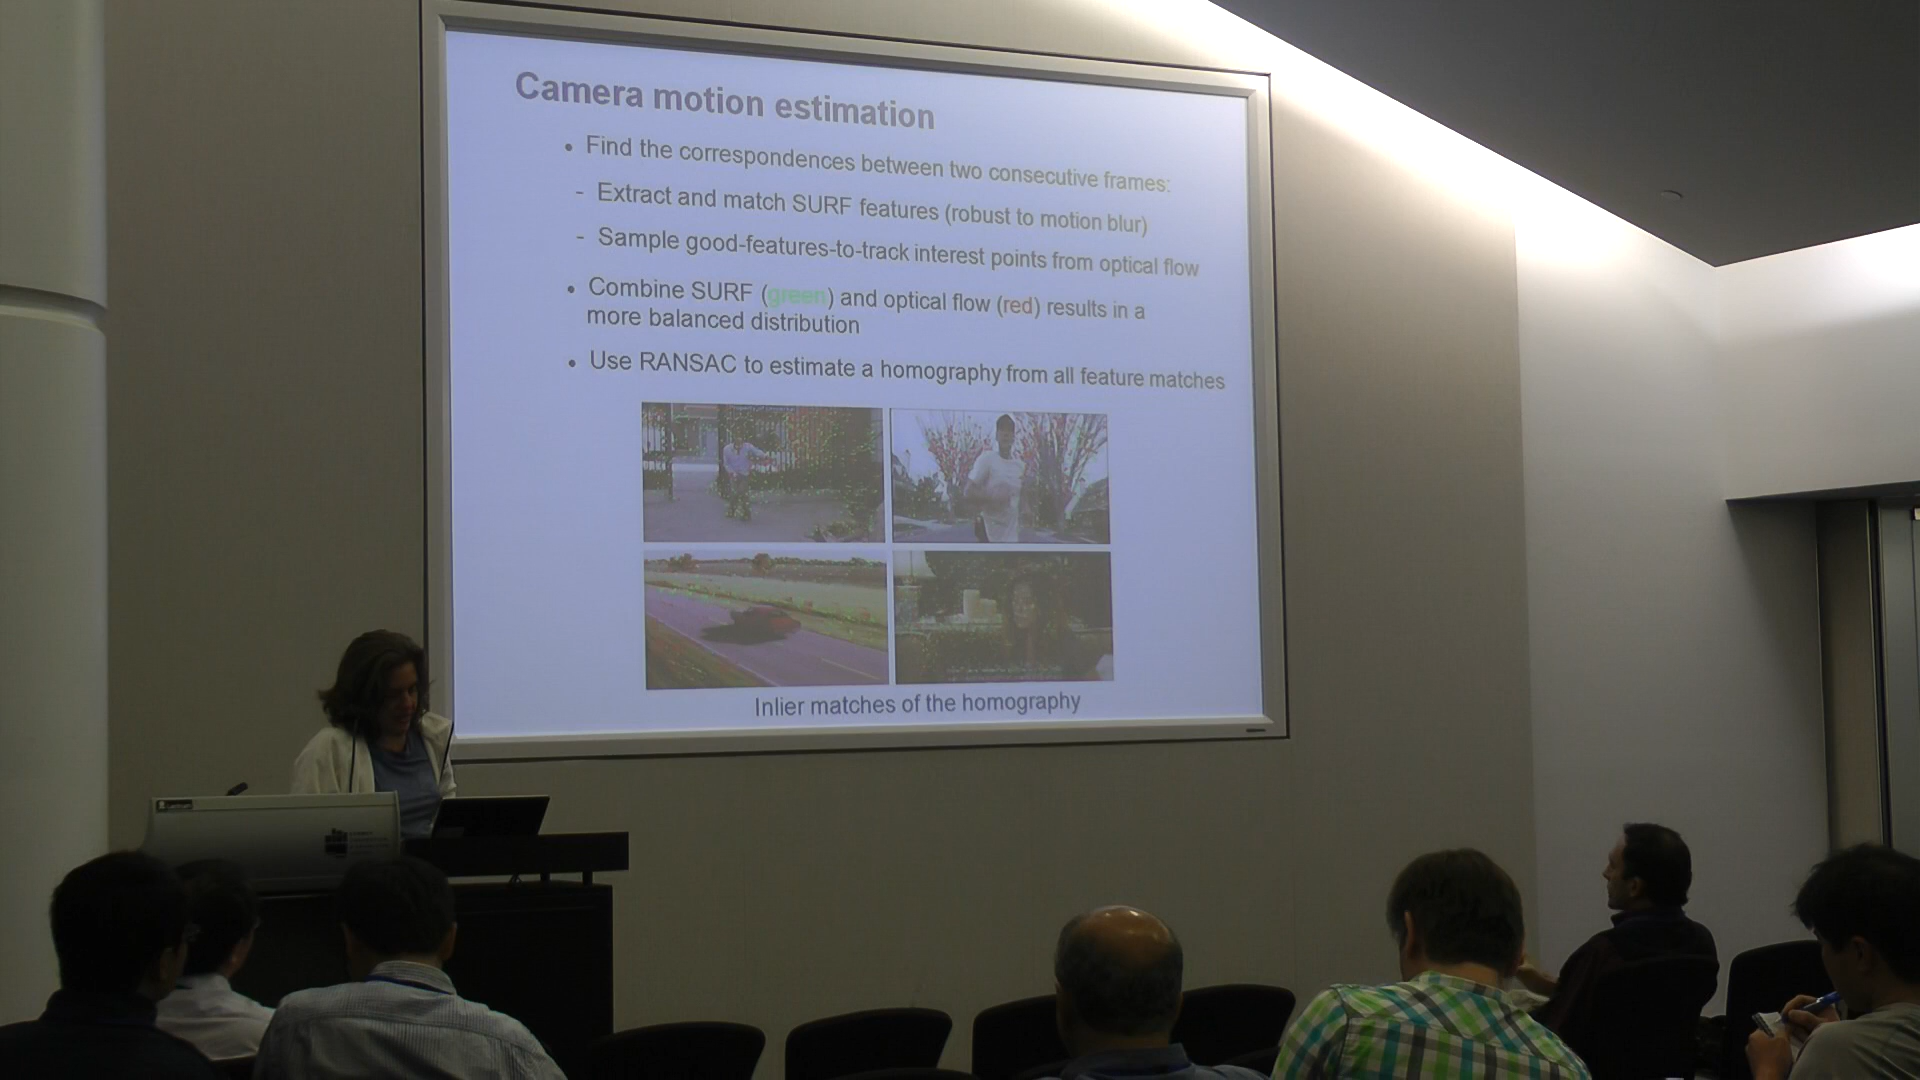 Camera motion estimation
• Find the correspondences between two consecutive frames:
- Extract and match SURF features (robust to motion blur)
- Sample good-features-to-track interest points from optical flow
• Combine SURF (green) and optical flow (red) results in a
more balanced distribution
• Use RANSAC to estimate a homography from all feature matches
Inlier matches of the homography